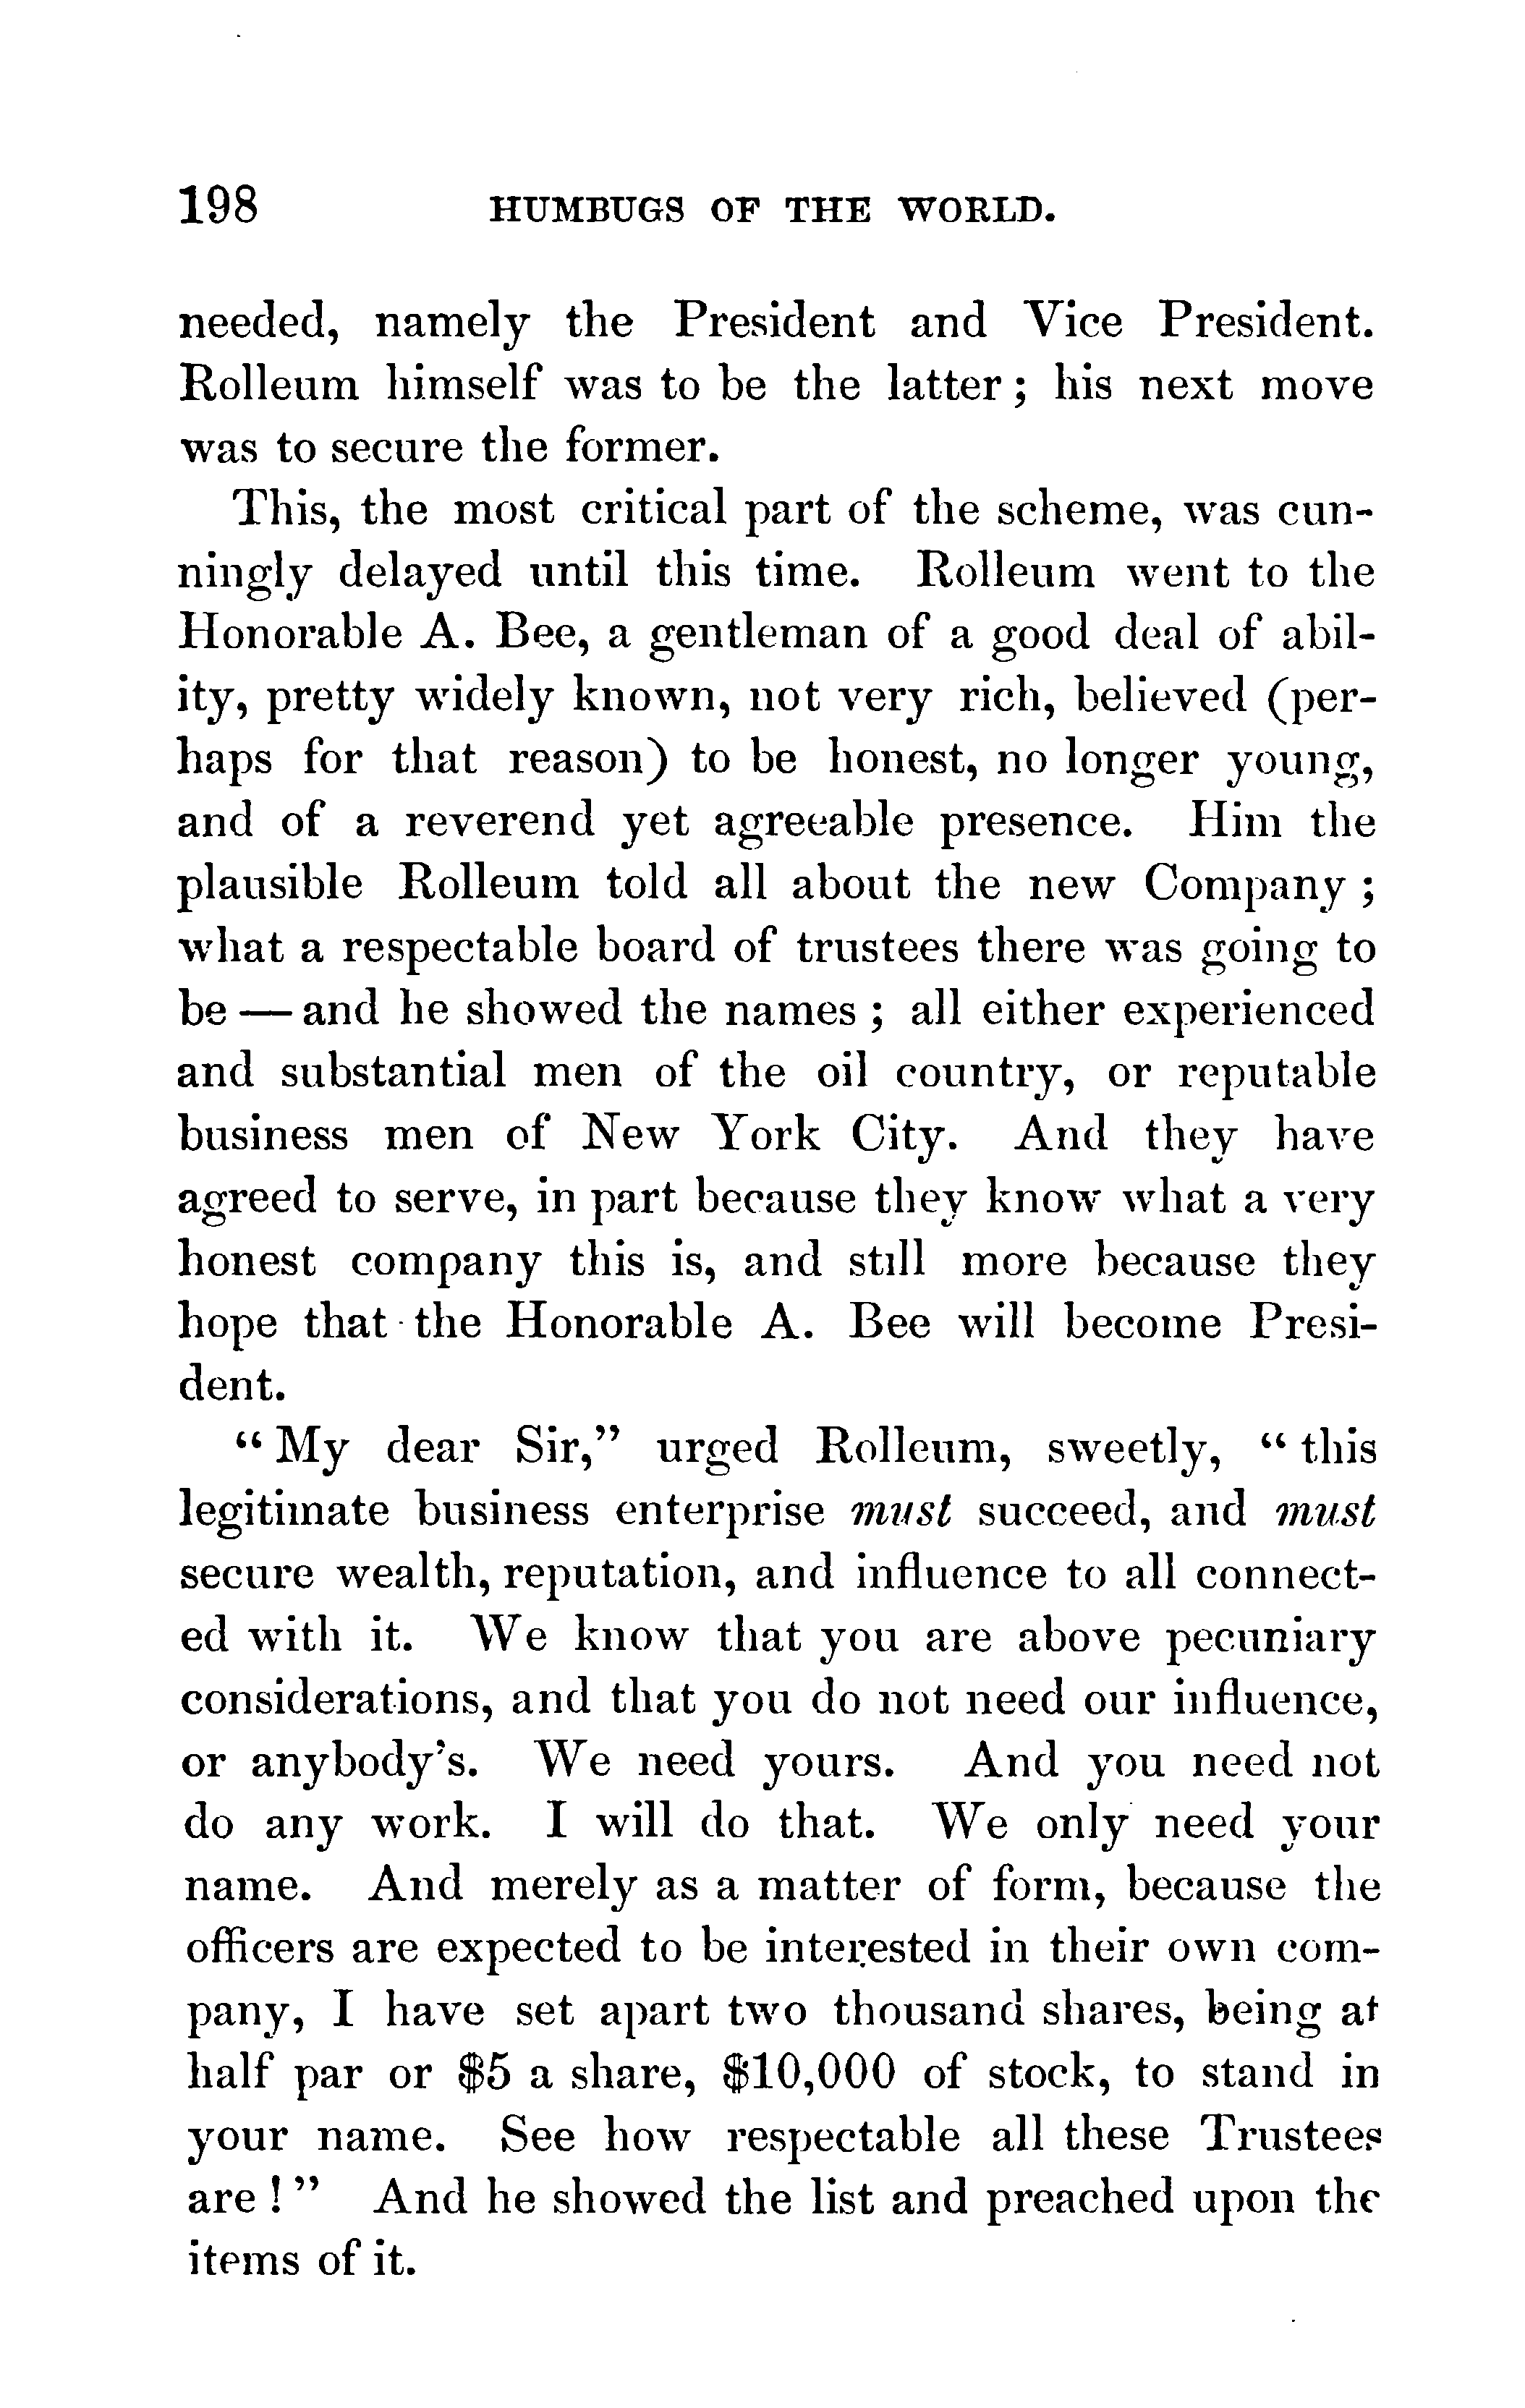 198 HUMBUGS OF THE WORLD.
needed, namely the President and Vice President.
Rolleum himself was to be the latter; his next move
was to secure the former.
This, the most critical part of the scheme, was cun-
ningly delayed until this time. Rolleum went to the
Honorable A. Bee, a gentleman of a good deal of abil-
ity, pretty widely known, not very rich, believed (per-
haps for that reason) to be honest, no longer young,
and of a reverend yet agreeable presence. Him the
plausible Rolleum told all about the new Company;
what a respectable board of trustees there was going to
be — and he showed the names; all either experienced
and substantial men of the oil country, or reputable
business men of New York City. And they have
agreed to serve, in part because they know what a very
honest company this is, and still more because they
hope that the Honorable A. Bee will become Presi-
dent.
"My dear Sir," urged Rolleum, sweetly, "this
legitimate business enterprise must succeed, and must
secure wealth, reputation, and influence to all connect-
ed with it. We know that you are above pecuniary
considerations, and that you do not need our influence,
or anybody's. We need yours. And you need not
do any work. I will do that. We only need your
name. And merely as a matter of form, because the
officers are expected to be interested in their own com-
pany, I have set apart two thousand shares, being at
half par or $5 a share, $10,000 of stock, to stand in
your name. See how respectable all these Trustees
are!" And he showed the list and preached upon the
items of it.